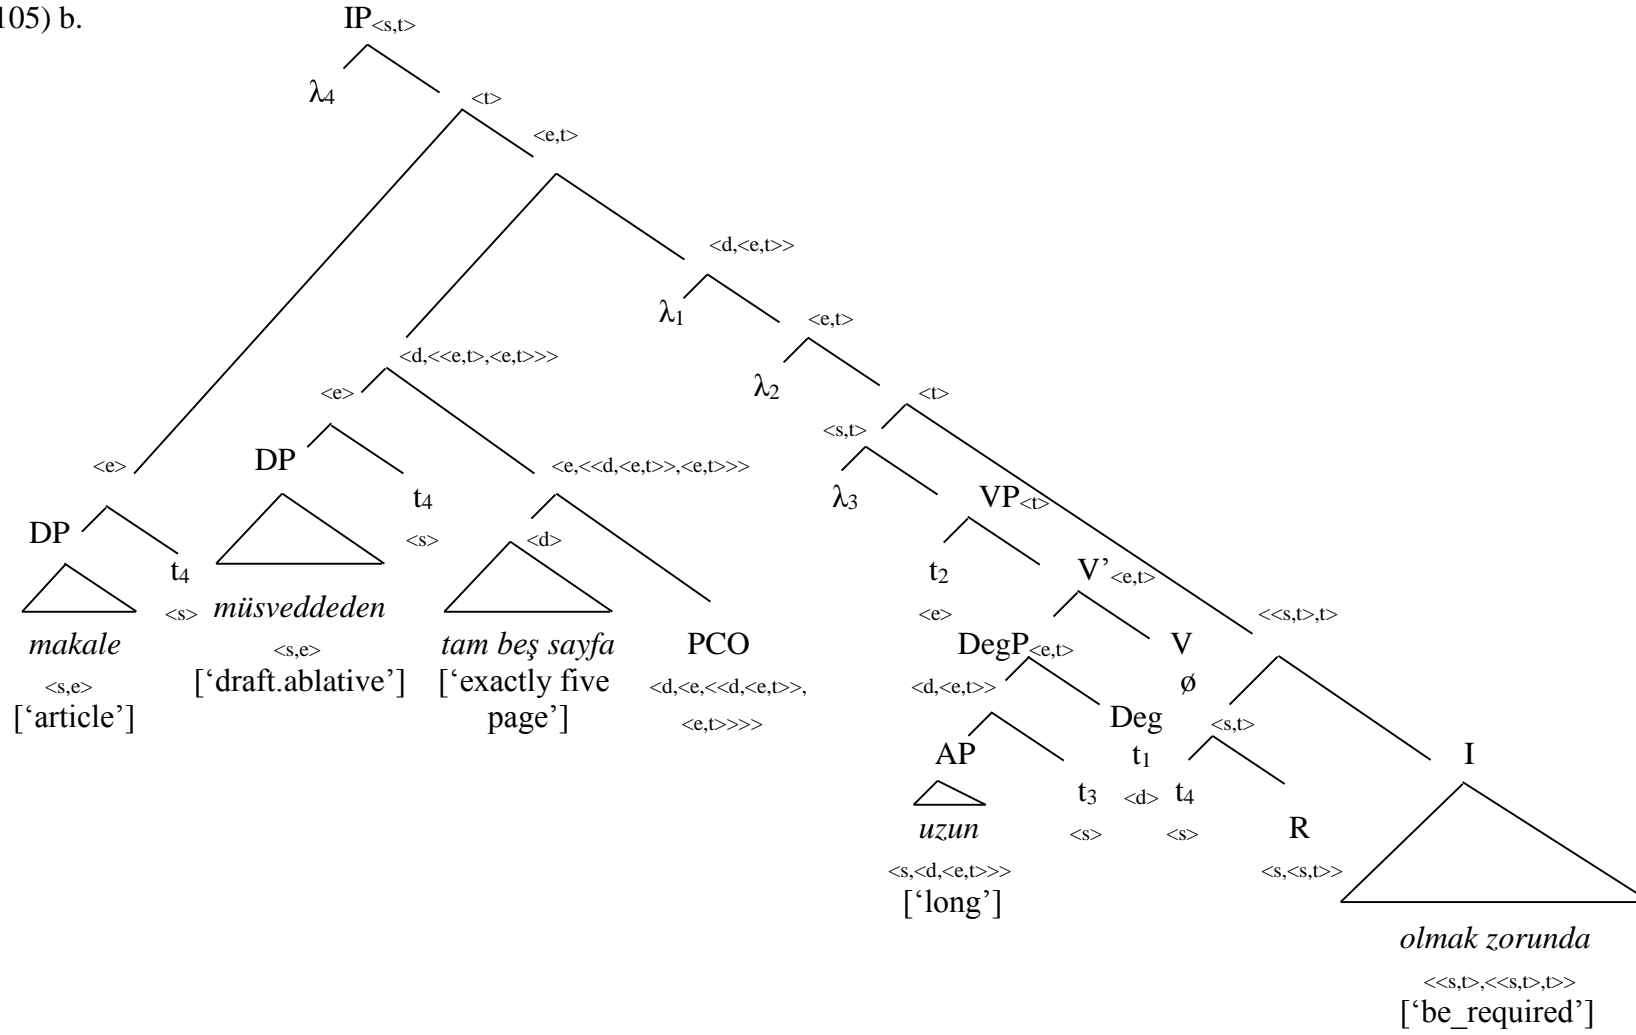 105) b.
IP<s,t>
λ4
<t>
<e,t>
<d,<e,t>>
λ1
<e,t>
<d,<<e,t>,<e,t>>>
λ2
<e>
<t>
<s,t>
DP
<e>
<e,<<d,<e,t>>,<e,t>>>
t4
λ3
VP<t>
DP
<s>
<d>
t4
t2
V’<e,t>
<s>
müsveddeden
<e>
<<s,t>,t>
makale
<s,e>
tam beş sayfa
PCO
DegP<e,t>
V
<s,e>
[‘draft.ablative’]
[‘exactly five
<d,<e,<<d,<e,t>>,
<d,<e,t>>
ø
[‘article’]
page’]
<e,t>>>>
Deg
<s,t>
AP
t1
I
t3
<d>
t4
uzun
<s>
<s>
R
<s,<d,<e,t>>>
<s,<s,t>>
[‘long’]
olmak zorunda
<<s,t>,<<s,t>,t>>
[‘be_required’]